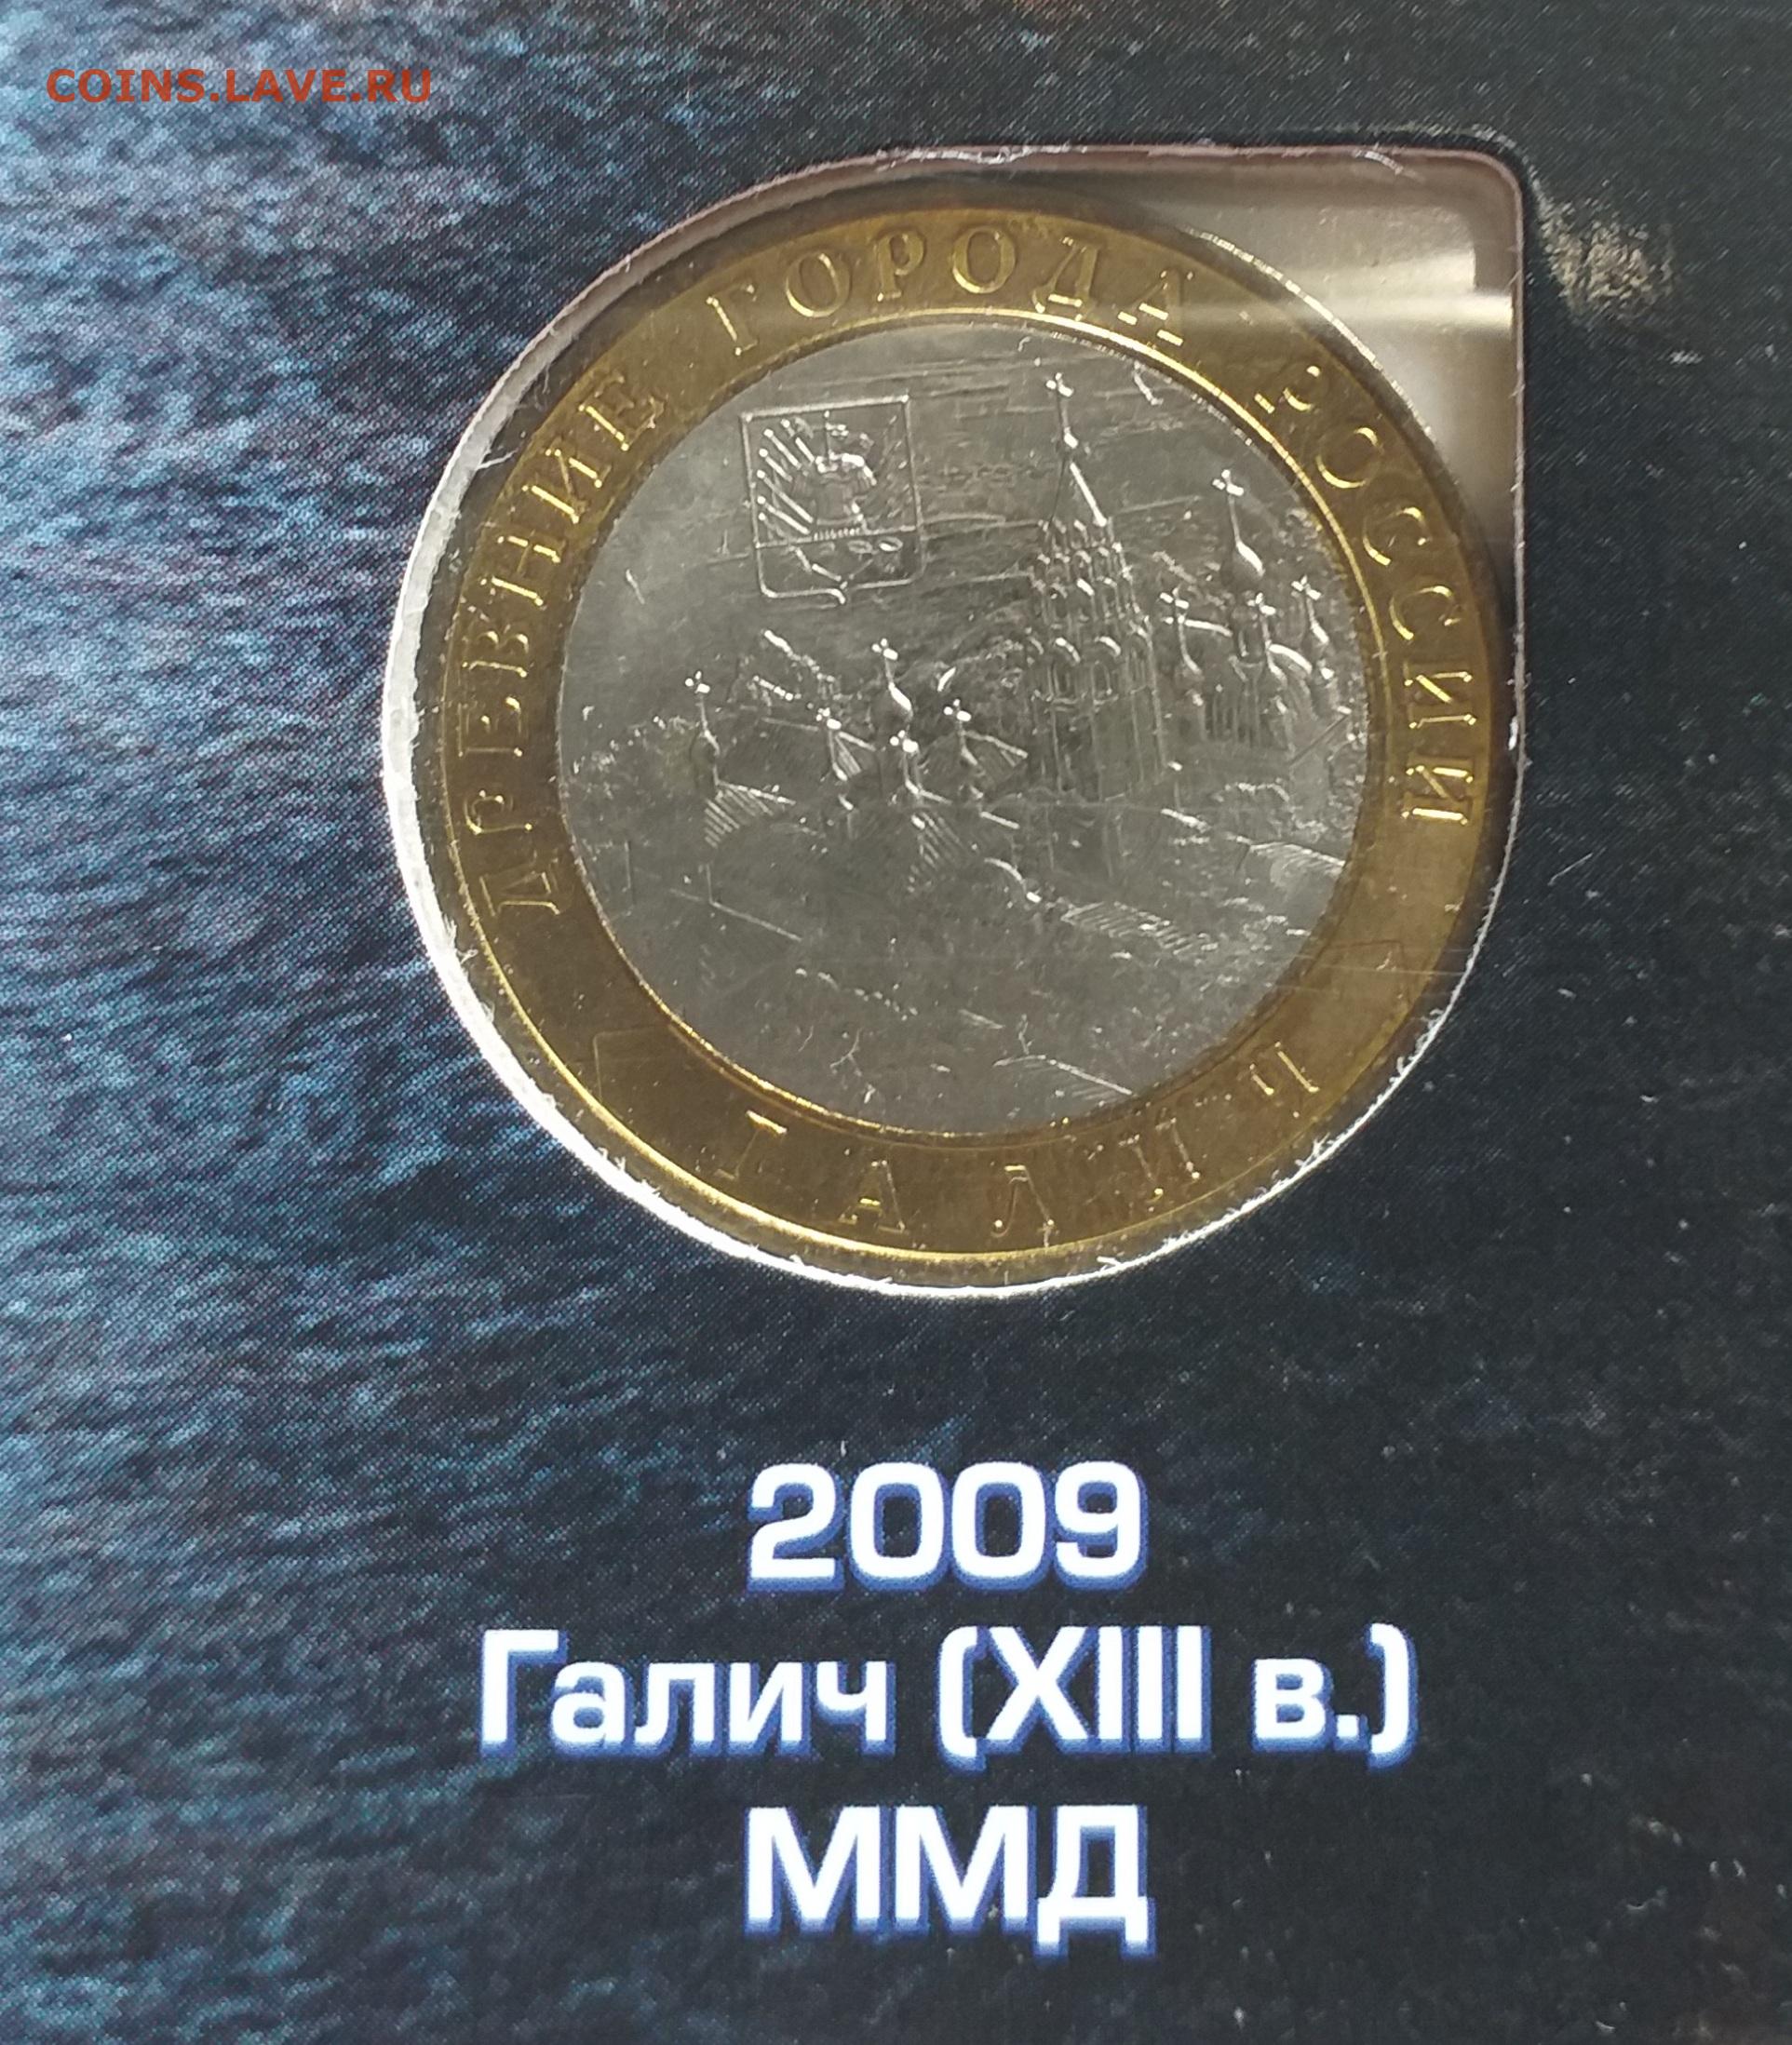 COINS.LAVE.RU
ДРЕВНИЕ ГОРОДА РОССИИ
ГАЛИЧ
2009
Галич (XIII в.)
ММД